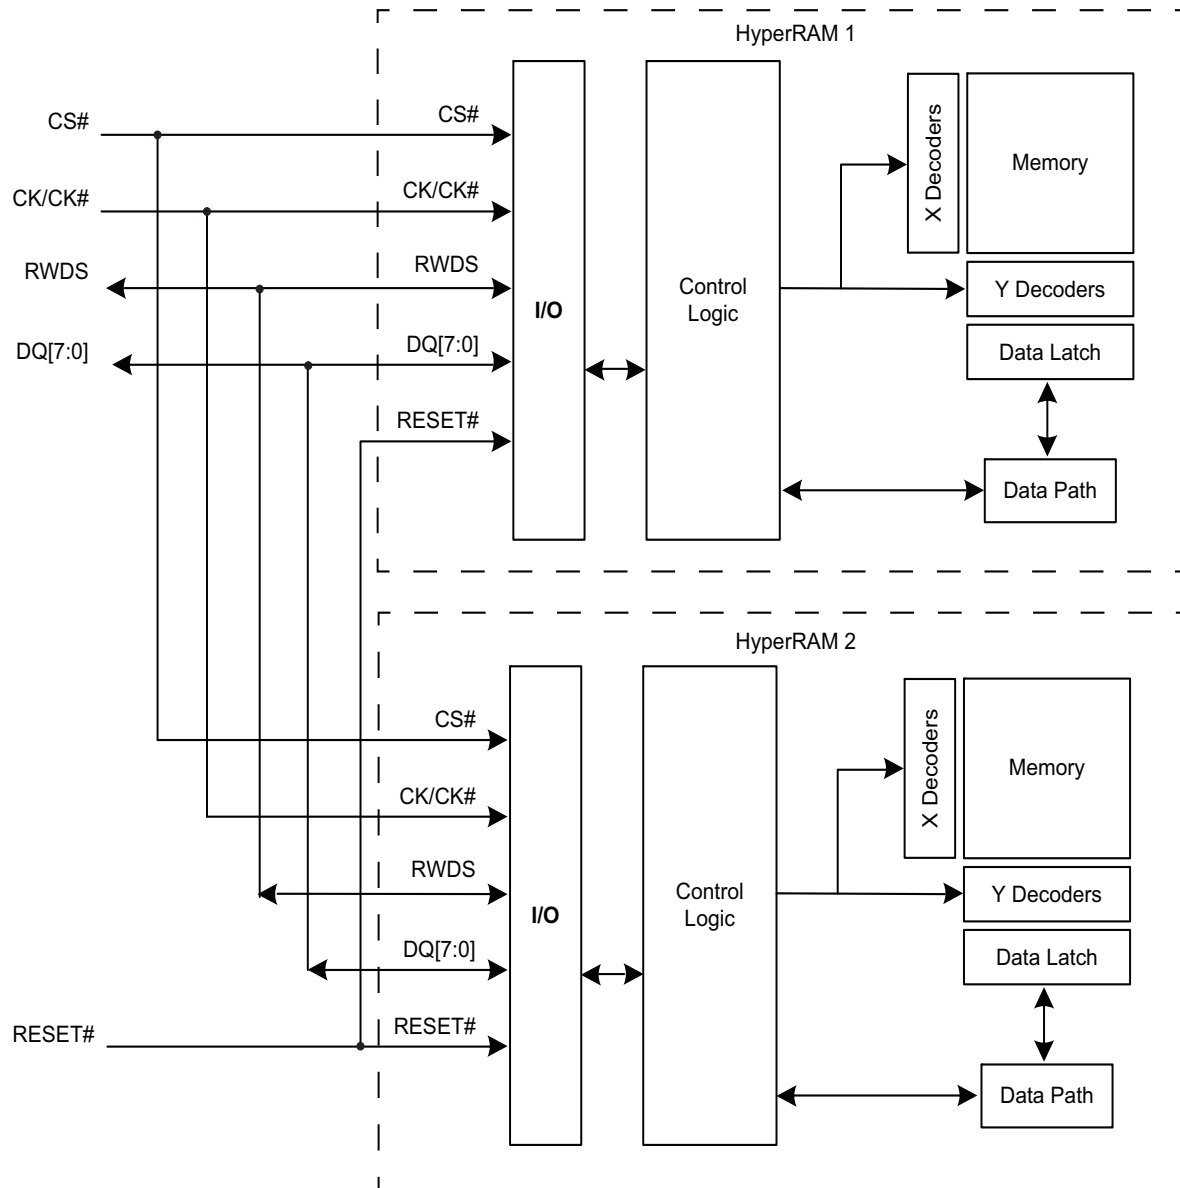 HyperRAM 1
CS#
CS#
CK/CK#
CK/CK#
RWDS
RWDS
DQ[7:0]
DQ[7:0]
RESET#
I/O
Control
Logic
X Decoders
Memory
Y Decoders
Data Latch
Data Path
HyperRAM 2
CS#
CK/CK#
RWDS
DQ[7:0]
RESET#
RESET#
I/O
Control
Logic
X Decoders
Memory
Y Decoders
Data Latch
Data Path